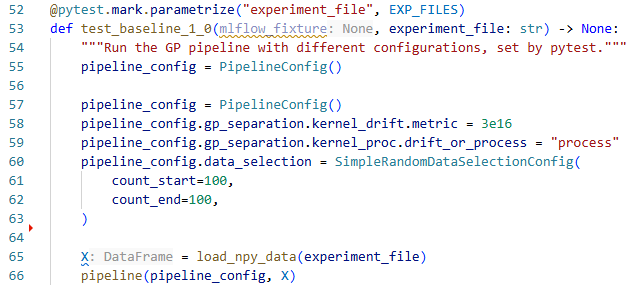 52 @pytest.mark.parametrize("experiment_file", EXP_FILES)
53 def test_baseline_1_0(mlflow_fixture: None, experiment_file: str) -> None:
54     """Run the GP pipeline with different configurations, set by pytest."""
55     pipeline_config = PipelineConfig()
56
57     pipeline_config = PipelineConfig()
58     pipeline_config.gp_separation.kernel_drift.metric = 3e16
59     pipeline_config.gp_separation.kernel_proc.drift_or_process = "process"
60     pipeline_config.data_selection = SimpleRandomDataSelectionConfig(
61         count_start=100,
62         count_end=100,
63     )
64
65     X: DataFrame = load_npy_data(experiment_file)
66     pipeline(pipeline_config, X)